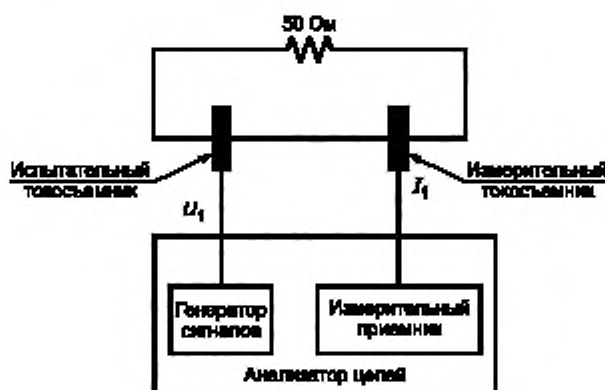 50 Ом
Испытательный
токосъемник
Измерительный
токосъемник
U₁
I₁
Генератор
сигналов
Измерительный
приемник
Анализатор цепей